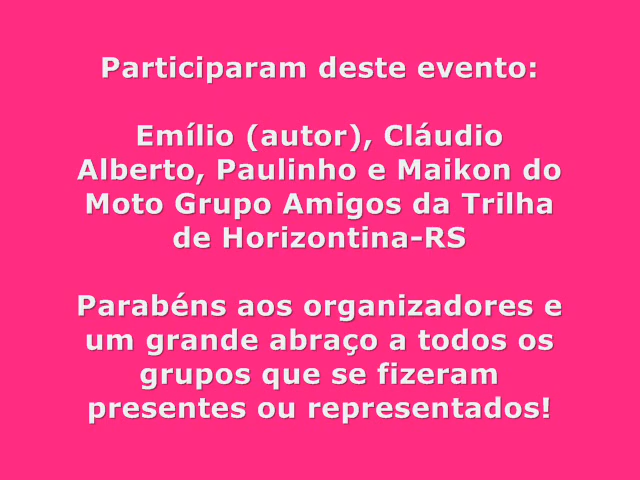 Participaram deste evento:
Emílio (autor), Cláudio
Alberto, Paulinho e Maikon do
Moto Grupo Amigos da Trilha
de Horizontina-RS
Parabéns aos organizadores e
um grande abraço a todos os
grupos que se fizeram
presentes ou representados!